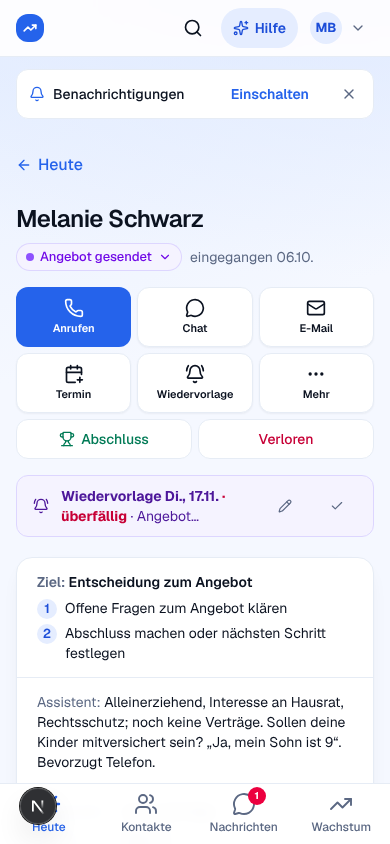 Hilfe
MB
Benachrichtigungen
Einschalten
Heute
Melanie Schwarz
Angebot gesendet
eingegangen 06.10.
Anrufen
Chat
E-Mail
Termin
Wiedervorlage
Mehr
Abschluss
Verloren
Wiedervorlage Di., 17.11. ·
überfällig · Angebot...
Ziel: Entscheidung zum Angebot
1 Offene Fragen zum Angebot klären
2 Abschluss machen oder nächsten Schritt
festlegen
Assistent: Alleinerziehend, Interesse an Hausrat,
Rechtsschutz; noch keine Verträge. Sollen deine
Kinder mitversichert sein? „Ja, mein Sohn ist 9“.
Bevorzugt Telefon.
N
1
Heute
Kontakte
Nachrichten
Wachstum